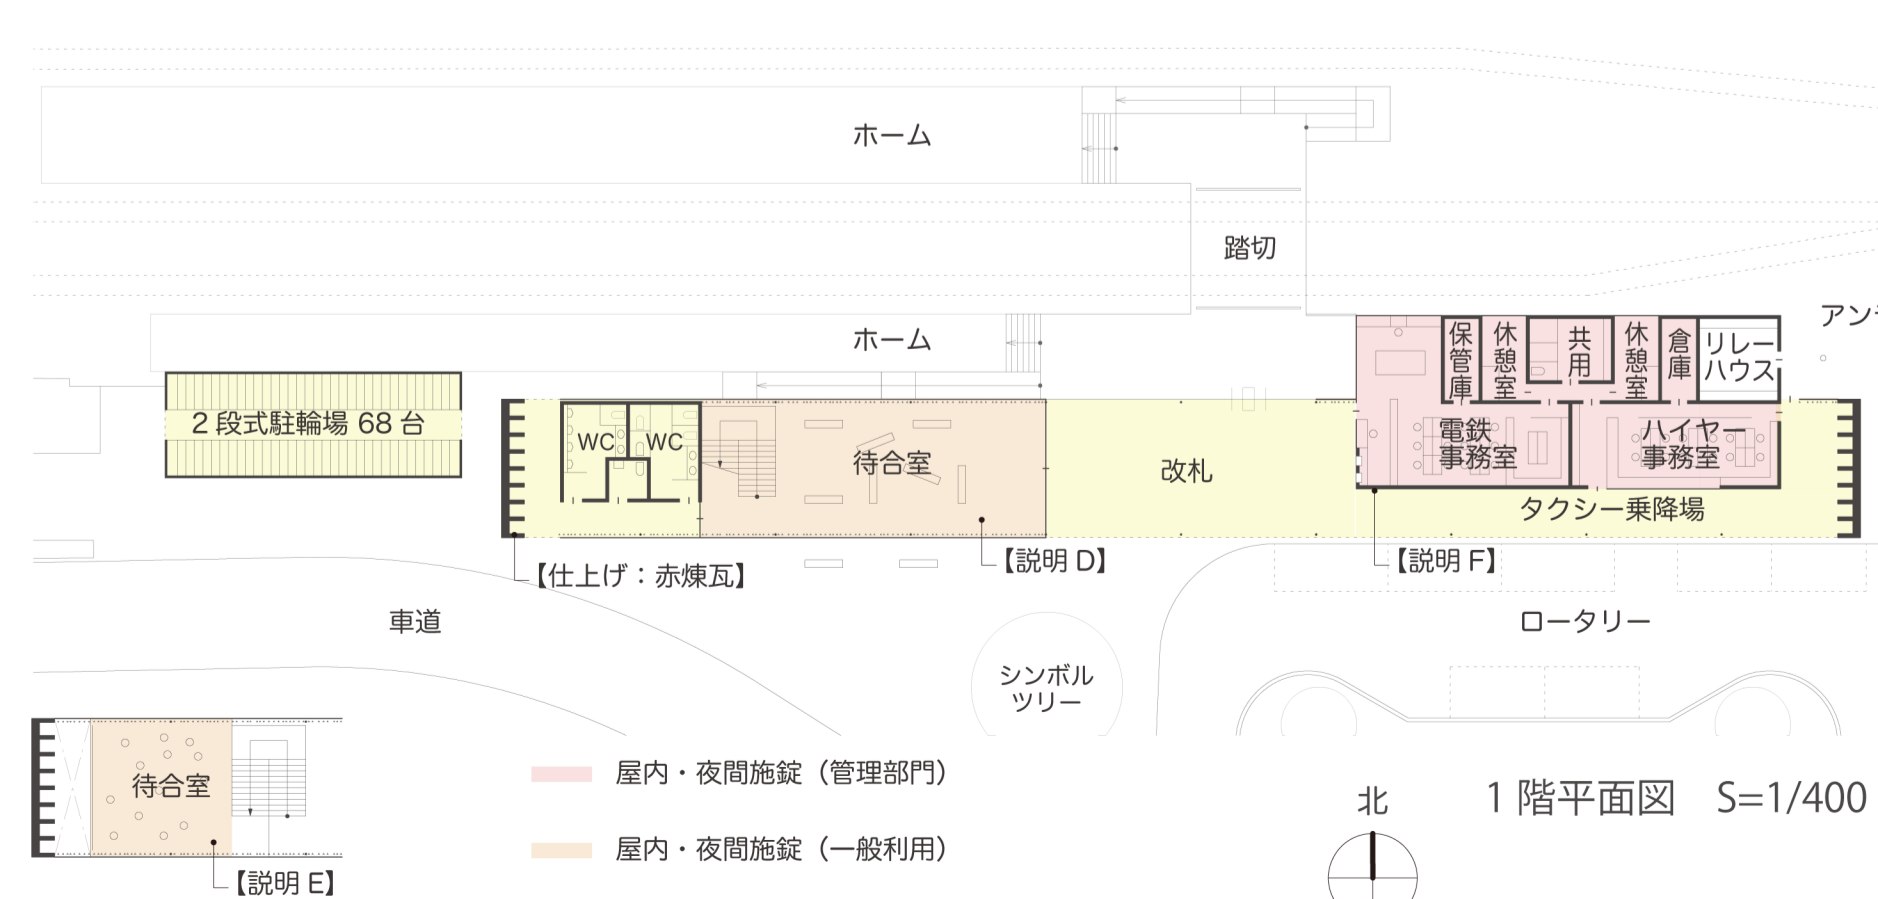 ホーム
踏切
アン
ホーム
保管庫
休憩室
共用
休憩室
倉庫
リレー
ハウス
2段式駐輪場 68 台
WC
WC
待合室
改札
電鉄
事務室
ハイヤー
事務室
タクシー乗降場
【仕上げ：赤煉瓦】
【説明 D】
【説明 F】
車道
ロータリー
シンボル
ツリー
待合室
【説明 E】
屋内・夜間施錠（管理部門）
屋内・夜間施錠（一般利用）
北
1 階平面図 S=1/400